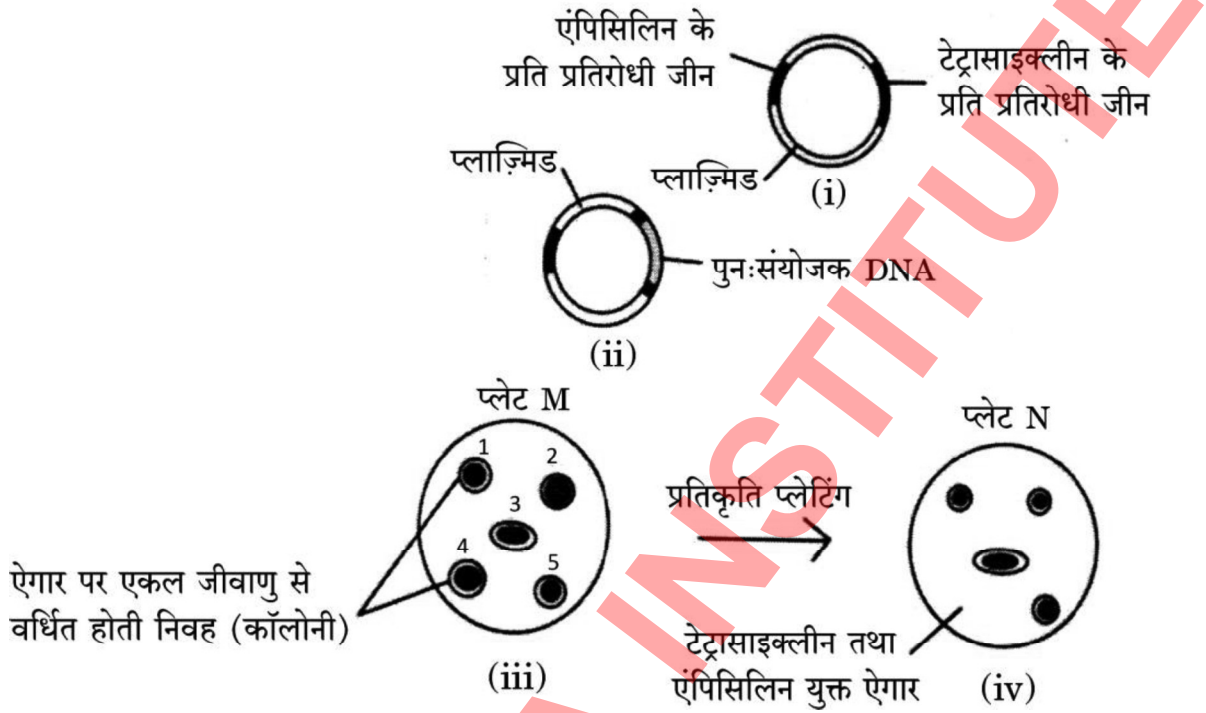 एंपिसिलिन के
प्रति प्रतिरोधी जीन
टेट्रासाइक्लीन के
प्रति प्रतिरोधी जीन
प्लाज़्मिड
(i)
प्लाज़्मिड
पुनःसंयोजक DNA
(ii)
प्लेट M
1
2
3
4
5
ऐगार पर एकल जीवाणु से
वर्धित होती निवह (कॉलोनी)
(iii)
प्रतिकृति प्लेटिंग
प्लेट N
टेट्रासाइक्लीन तथा
एंपिसिलिन युक्त ऐगार
(iv)
INSTITUTE